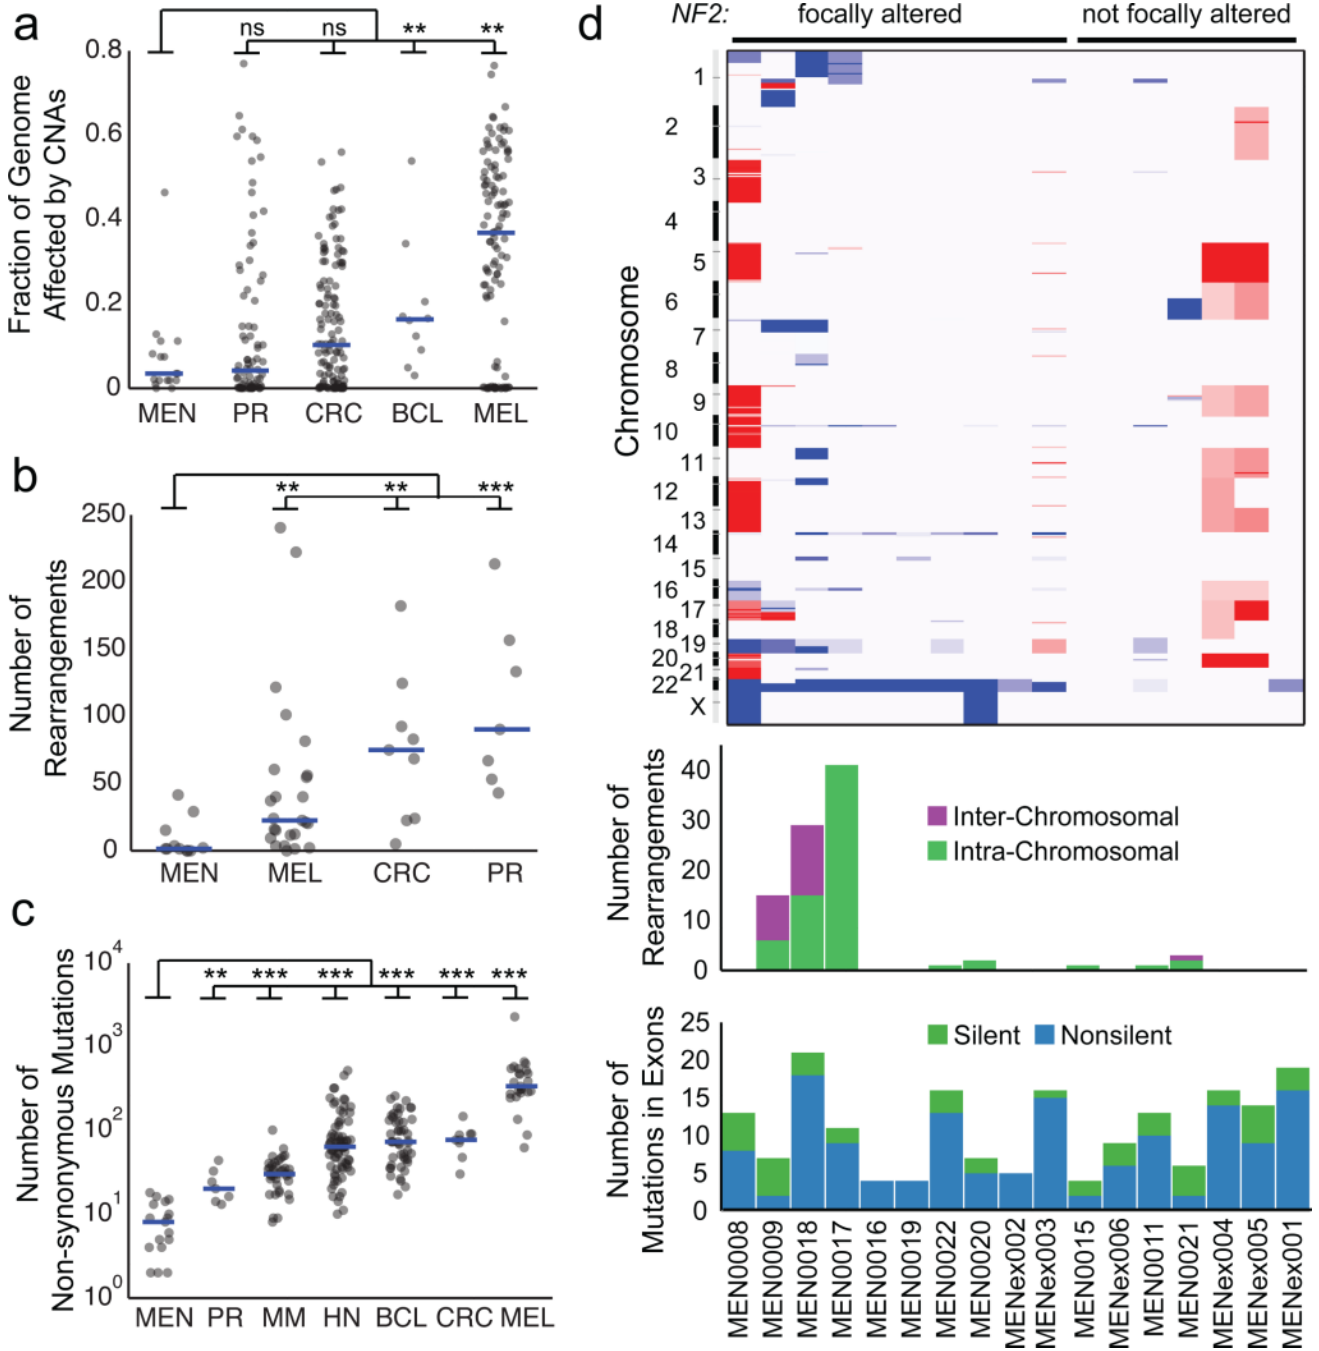 a
ns
ns
**
**
Fraction of Genome
Affected by CNAs
0.8
0.6
0.4
0.2
0
MEN
PR
CRC
BCL
MEL
b
**
**
***
Number of
Rearrangements
250
200
150
100
50
0
MEN
MEL
CRC
PR
c
**
***
***
***
***
***
Number of
Non-synonymous Mutations
10^4
10^3
10^2
10^1
10^0
MEN
PR
MM
HN
BCL
CRC
MEL
d
NF2:
focally altered
not focally altered
Chromosome
1
2
3
4
5
6
7
8
9
10
11
12
13
14
15
16
17
18
19
20
21
22
X
Number of
Rearrangements
40
30
20
10
0
Inter-Chromosomal
Intra-Chromosomal
Number of
Mutations in Exons
25
20
15
10
5
0
Silent
Nonsilent
MEN0008
MEN0009
MEN0018
MEN0017
MEN0016
MEN0019
MEN0022
MEN0020
MENex002
MENex003
MEN0015
MENex006
MEN0011
MEN0021
MENex004
MENex005
MENex001